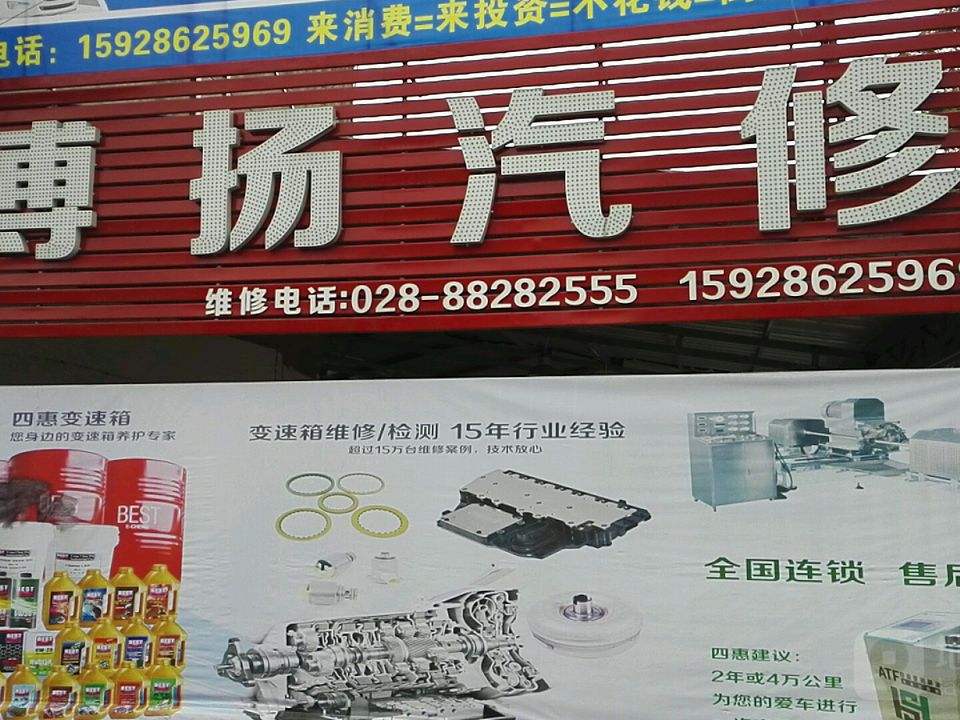 电话：15928625969 来消费=来投资=不花钱=
博扬汽修
维修电话:028-88282555 15928625969
四惠变速箱
您身边的变速箱养护专家
变速箱维修/检测 15年行业经验
超过15万台维修案例，技术放心
BEST
全国连锁 售后
四惠建议：
2年或4万公里
为您的爱车进行
ATF